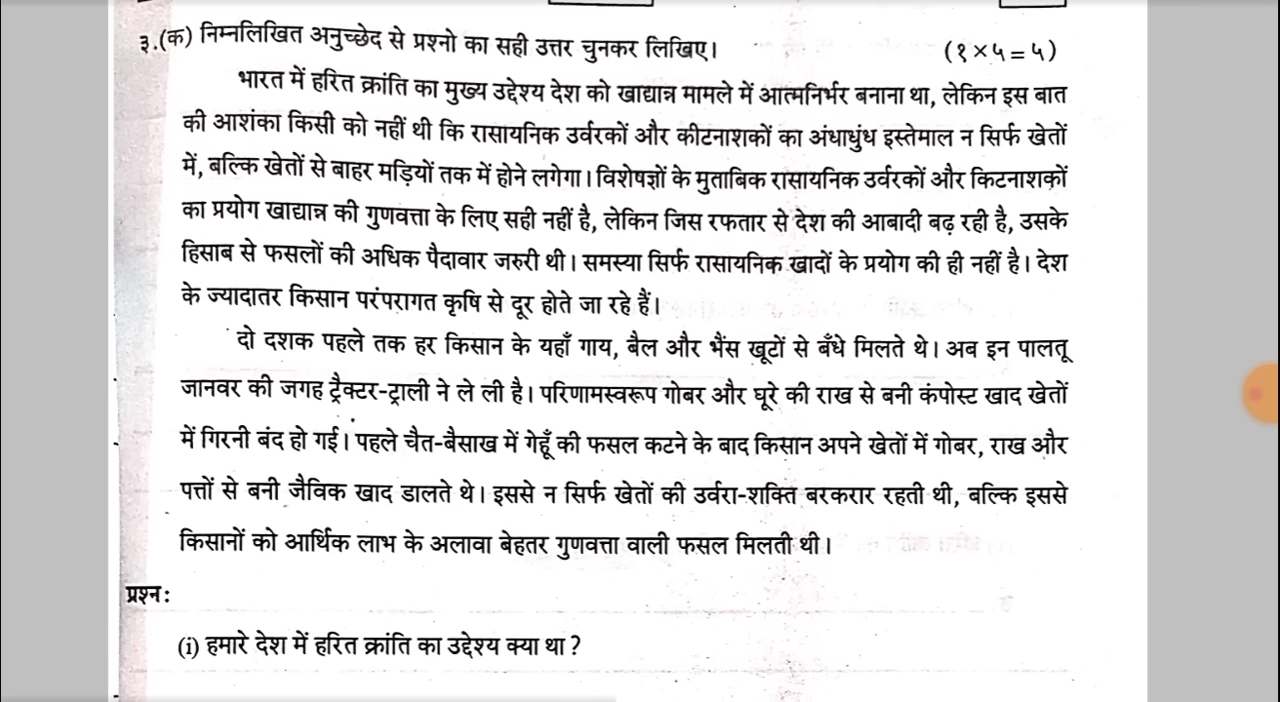 ३.(क) निम्नलिखित अनुच्छेद से प्रश्नो का सही उत्तर चुनकर लिखिए। (१×५=५)
भारत में हरित क्रांति का मुख्य उद्देश्य देश को खाद्यान्न मामले में आत्मनिर्भर बनाना था, लेकिन इस बात
की आशंका किसी को नहीं थी कि रासायनिक उर्वरकों और कीटनाशकों का अंधाधुंध इस्तेमाल न सिर्फ खेतों
में, बल्कि खेतों से बाहर मड़ियों तक में होने लगेगा। विशेषज्ञों के मुताबिक रासायनिक उर्वरकों और किटनाशकों
का प्रयोग खाद्यान्न की गुणवत्ता के लिए सही नहीं है, लेकिन जिस रफतार से देश की आबादी बढ़ रही है, उसके
हिसाब से फसलों की अधिक पैदावार जरुरी थी। समस्या सिर्फ रासायनिक खादों के प्रयोग की ही नहीं है। देश
के ज्यादातर किसान परंपरागत कृषि से दूर होते जा रहे हैं।
दो दशक पहले तक हर किसान के यहाँ गाय, बैल और भैंस खूटों से बँधे मिलते थे। अब इन पालतू
जानवर की जगह ट्रैक्टर-ट्राली ने ले ली है। परिणामस्वरूप गोबर और घूरे की राख से बनी कंपोस्ट खाद खेतों
में गिरनी बंद हो गई। पहले चैत-बैसाख में गेहूँ की फसल कटने के बाद किसान अपने खेतों में गोबर, राख और
पत्तों से बनी जैविक खाद डालते थे। इससे न सिर्फ खेतों की उर्वरा-शक्ति बरकरार रहती थी, बल्कि इससे
किसानों को आर्थिक लाभ के अलावा बेहतर गुणवत्ता वाली फसल मिलती थी।
प्रश्न:
(i) हमारे देश में हरित क्रांति का उद्देश्य क्या था?